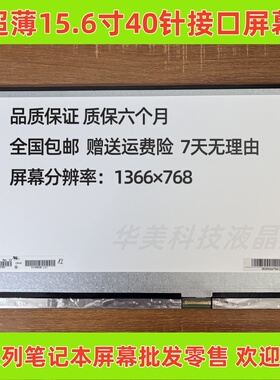 超薄15.6寸40针接口屏幕
品质保证 质保六个月
全国包邮 赠送运费险 7天无理由
屏幕分辨率：1366×768
华美科技液晶
列笔记本屏幕批发零售 欢迎